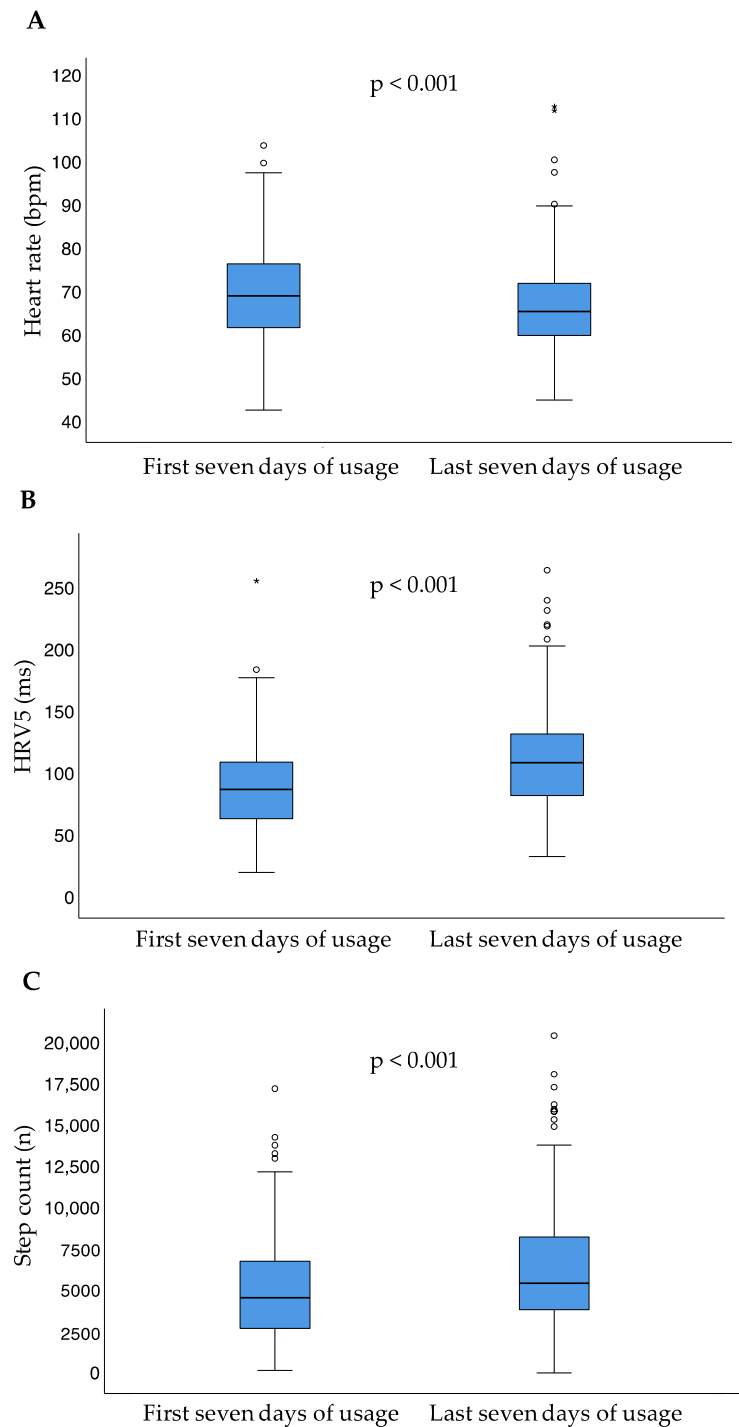 A
p < 0.001
120
110
100
90
80
70
60
50
40
Heart rate (bpm)
First seven days of usage
Last seven days of usage
B
p < 0.001
250
200
150
100
50
0
HRV5 (ms)
First seven days of usage
Last seven days of usage
C
p < 0.001
20,000
17,500
15,000
12,500
10,000
7500
5000
2500
0
Step count (n)
First seven days of usage
Last seven days of usage